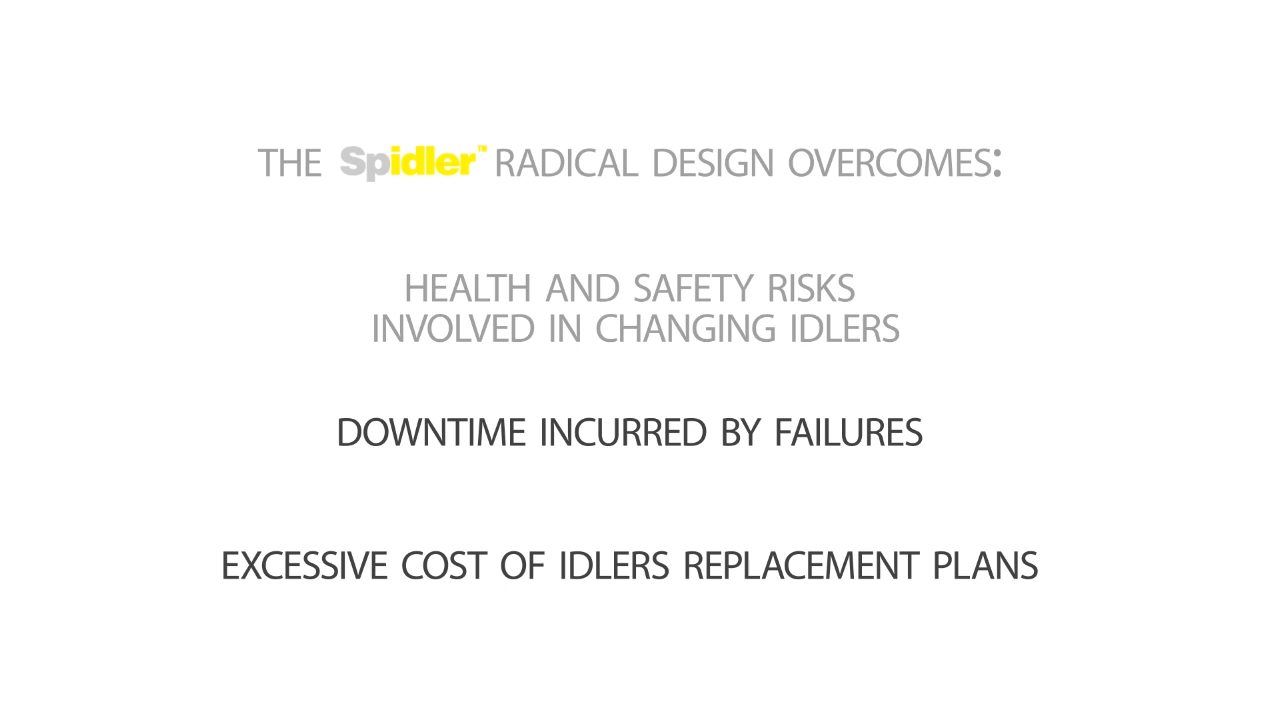 THE Spidler™ RADICAL DESIGN OVERCOMES:
HEALTH AND SAFETY RISKS
INVOLVED IN CHANGING IDLERS
DOWNTIME INCURRED BY FAILURES
EXCESSIVE COST OF IDLERS REPLACEMENT PLANS